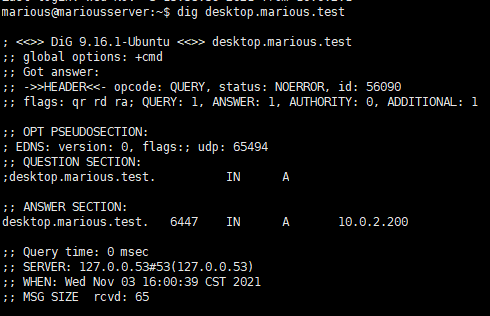 marious@mariousserver:~$ dig desktop.marious.test
; <<>> DiG 9.16.1-Ubuntu <<>> desktop.marious.test
;; global options: +cmd
;; Got answer:
;; ->>HEADER<<- opcode: QUERY, status: NOERROR, id: 56090
;; flags: qr rd ra; QUERY: 1, ANSWER: 1, AUTHORITY: 0, ADDITIONAL: 1
;; OPT PSEUDOSECTION:
; EDNS: version: 0, flags:; udp: 65494
;; QUESTION SECTION:
;desktop.marious.test. IN A
;; ANSWER SECTION:
desktop.marious.test. 6447 IN A 10.0.2.200
;; Query time: 0 msec
;; SERVER: 127.0.0.53#53(127.0.0.53)
;; WHEN: Wed Nov 03 16:00:39 CST 2021
;; MSG SIZE rcvd: 65